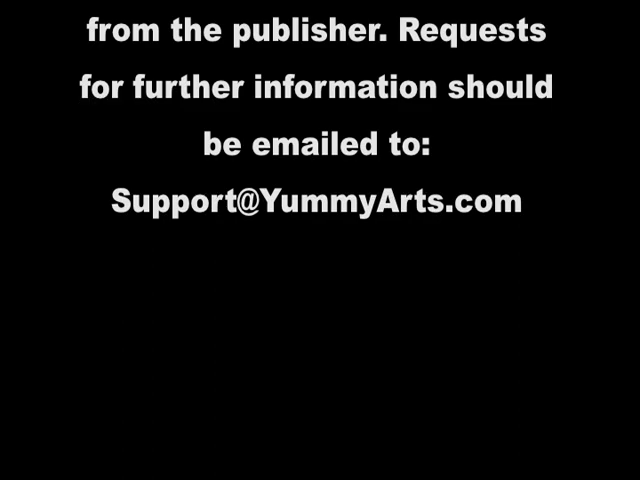 from the publisher. Requests
for further information should
be emailed to:
Support@YummyArts.com